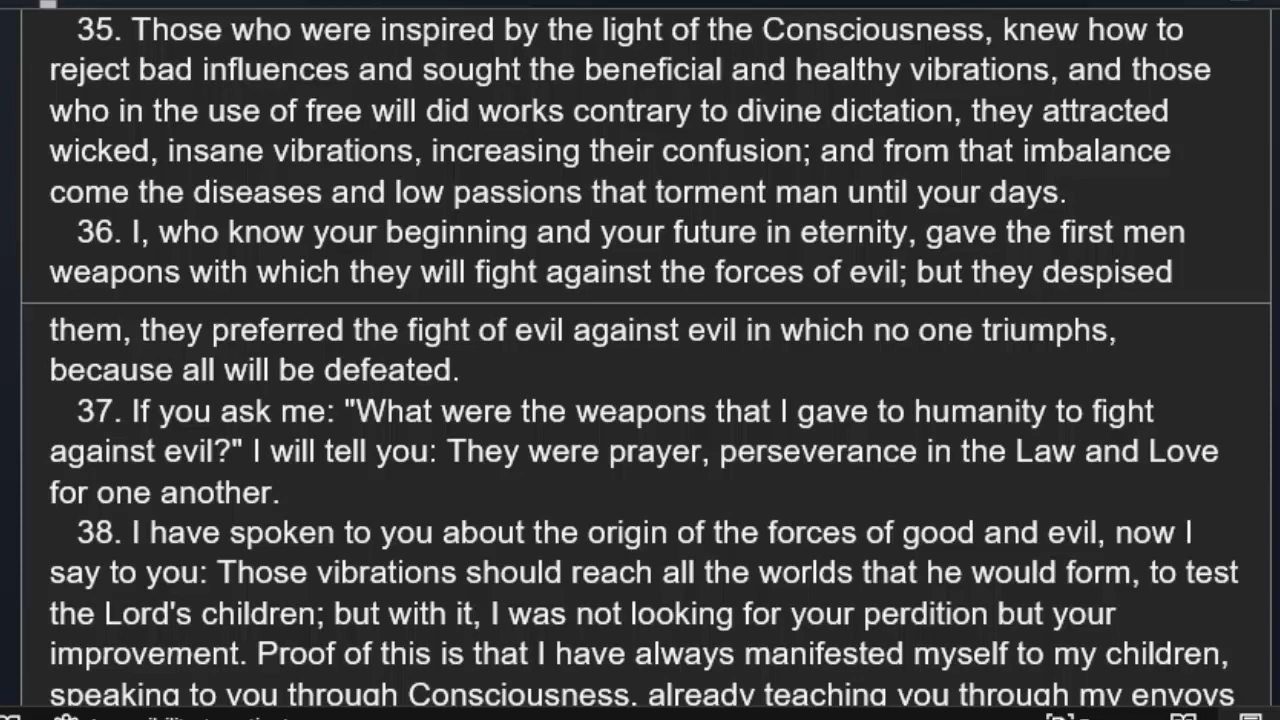 35. Those who were inspired by the light of the Consciousness, knew how to
reject bad influences and sought the beneficial and healthy vibrations, and those
who in the use of free will did works contrary to divine dictation, they attracted
wicked, insane vibrations, increasing their confusion; and from that imbalance
come the diseases and low passions that torment man until your days.
36. I, who know your beginning and your future in eternity, gave the first men
weapons with which they will fight against the forces of evil; but they despised
them, they preferred the fight of evil against evil in which no one triumphs,
because all will be defeated.
37. If you ask me: "What were the weapons that I gave to humanity to fight
against evil?" I will tell you: They were prayer, perseverance in the Law and Love
for one another.
38. I have spoken to you about the origin of the forces of good and evil, now I
say to you: Those vibrations should reach all the worlds that he would form, to test
the Lord's children; but with it, I was not looking for your perdition but your
improvement. Proof of this is that I have always manifested myself to my children,
speaking to you through Consciousness, already teaching you through my envoys